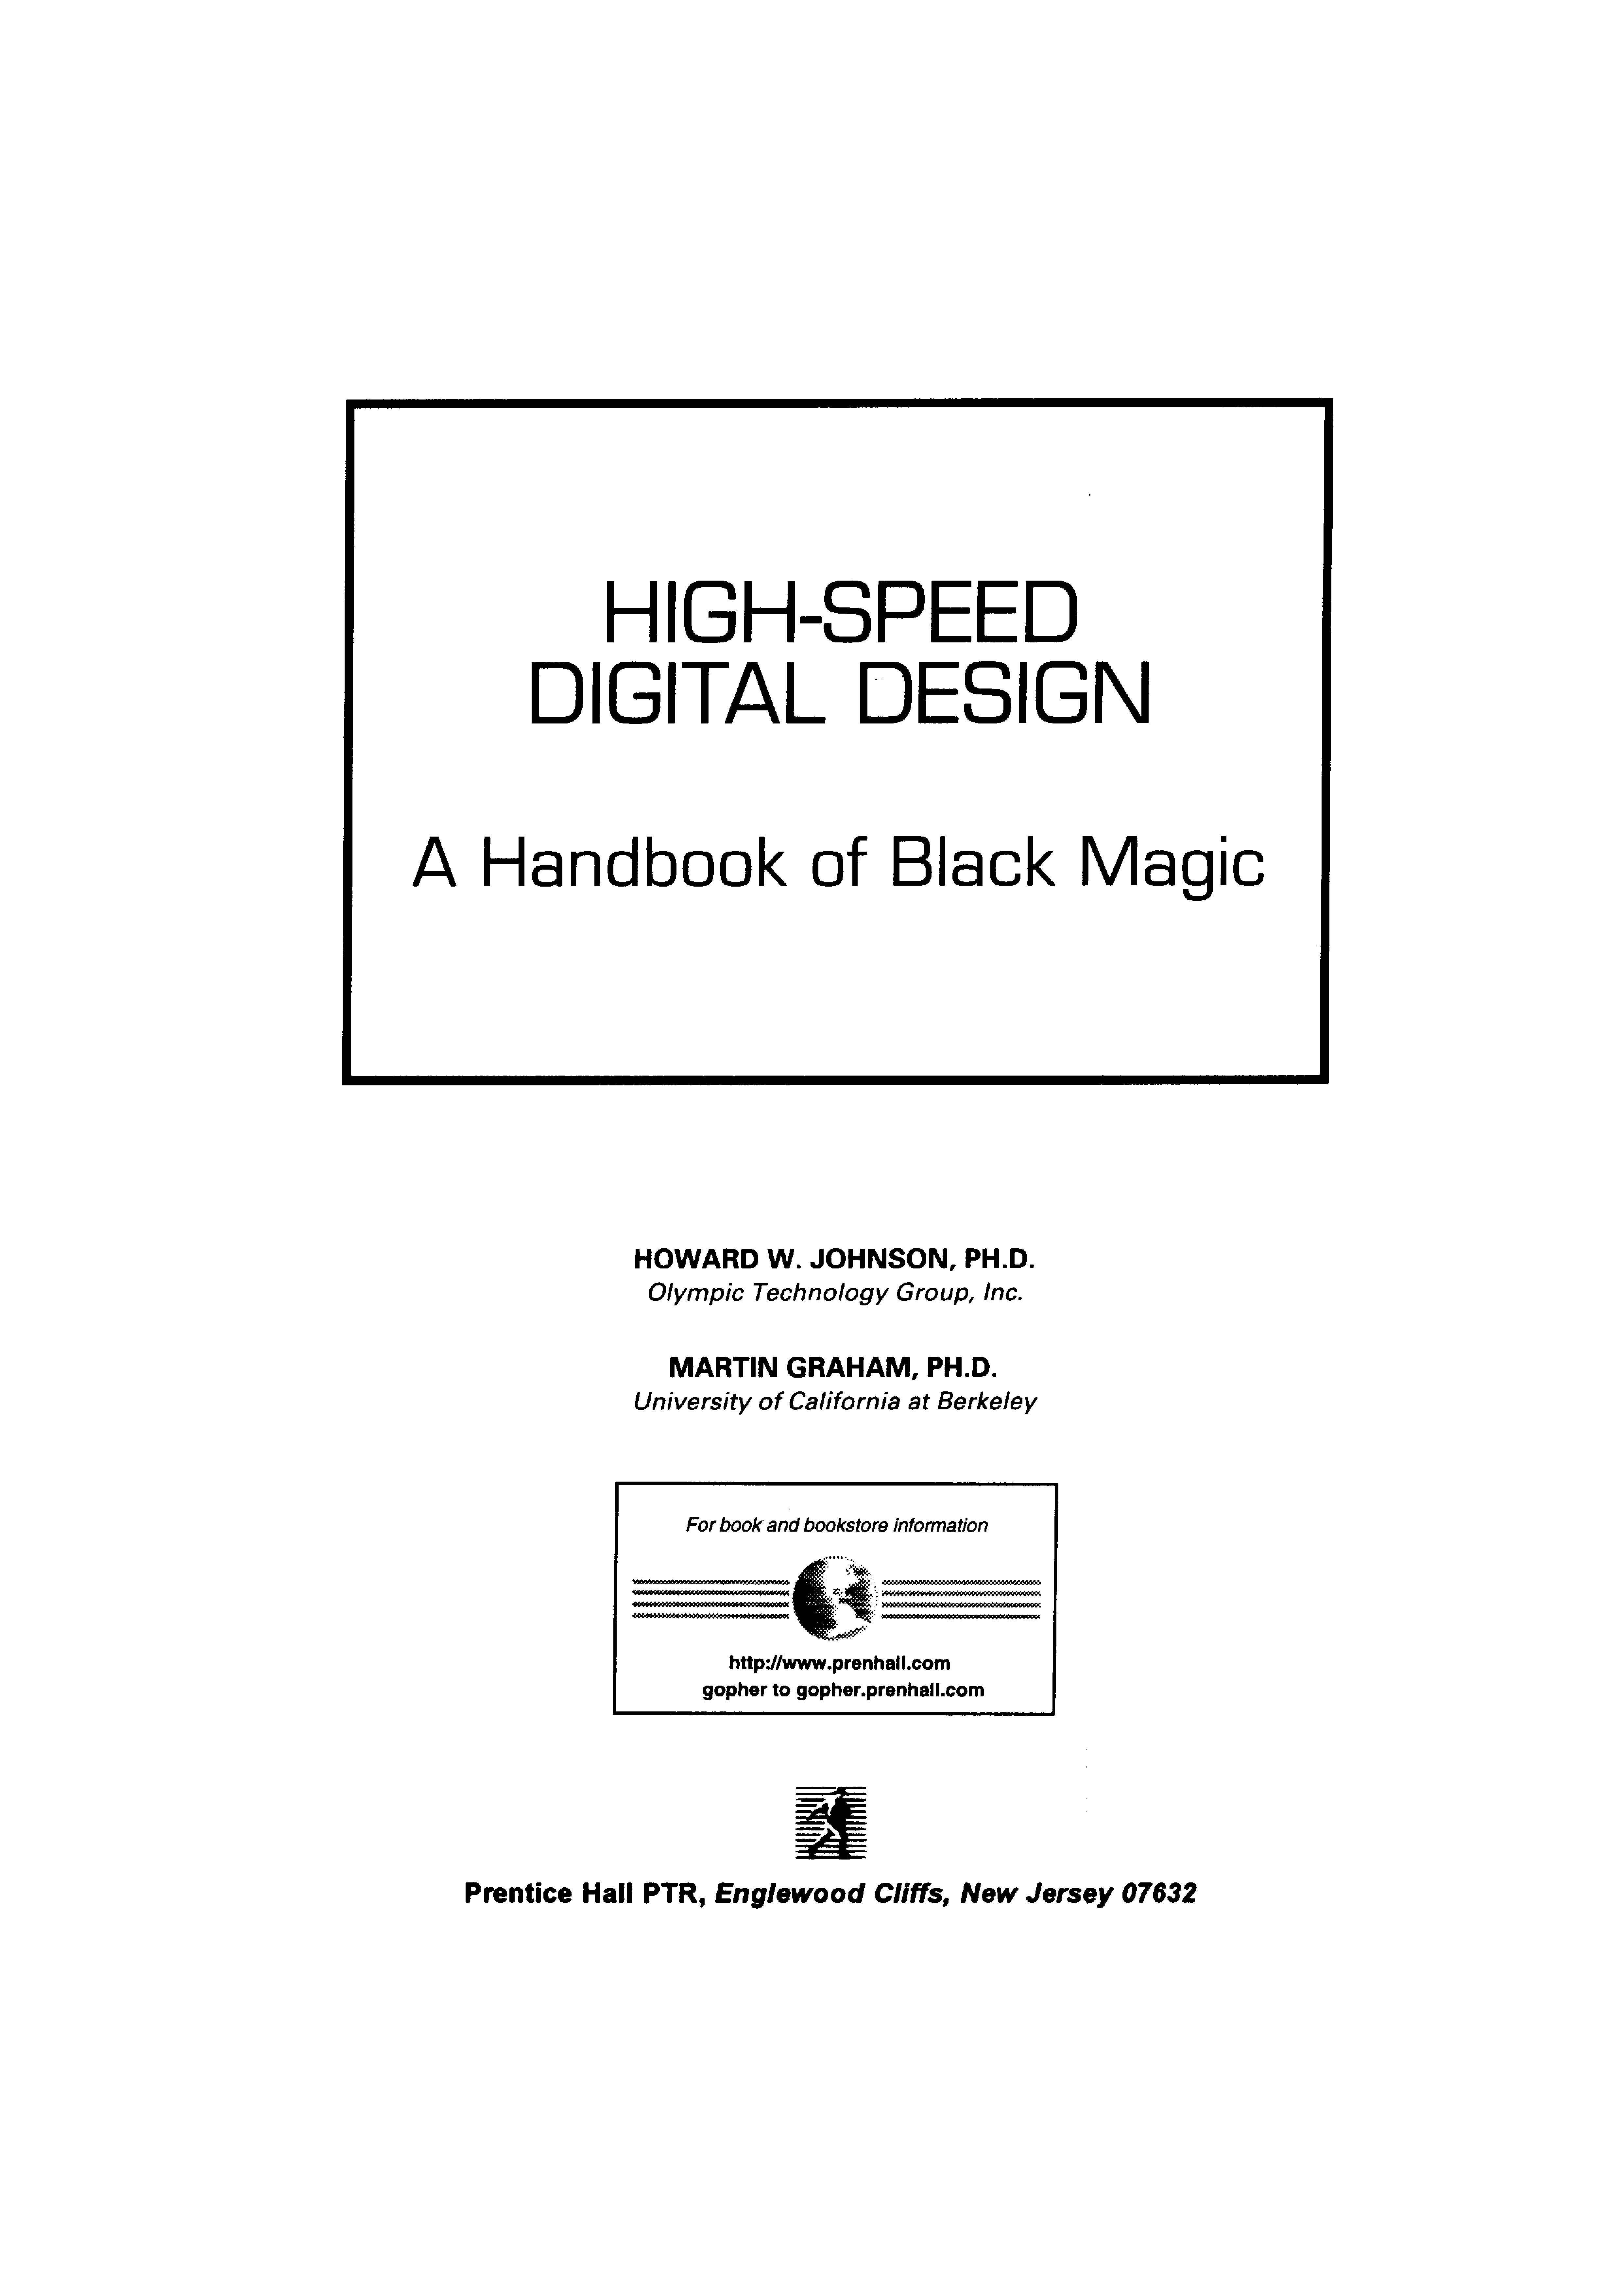 HIGH-SPEED
DIGITAL DESIGN
A Handbook of Black Magic
HOWARD W. JOHNSON, PH.D.
Olympic Technology Group, Inc.
MARTIN GRAHAM, PH.D.
University of California at Berkeley
For book and bookstore information
http://www.prenhall.com
gopher to gopher.prenhall.com
Prentice Hall PTR, Englewood Cliffs, New Jersey 07632